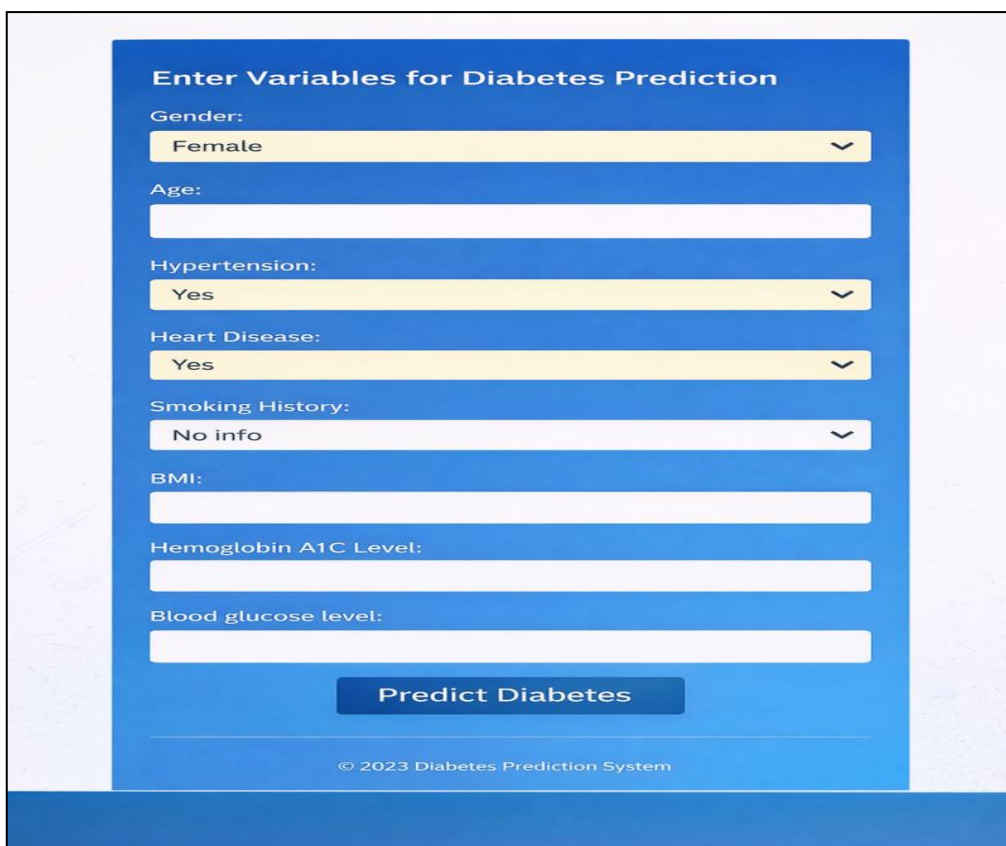 Enter Variables for Diabetes Prediction
Gender:
Female
Age:
Hypertension:
Yes
Heart Disease:
Yes
Smoking History:
No info
BMI:
Hemoglobin A1C Level:
Blood glucose level:
Predict Diabetes
© 2023 Diabetes Prediction System